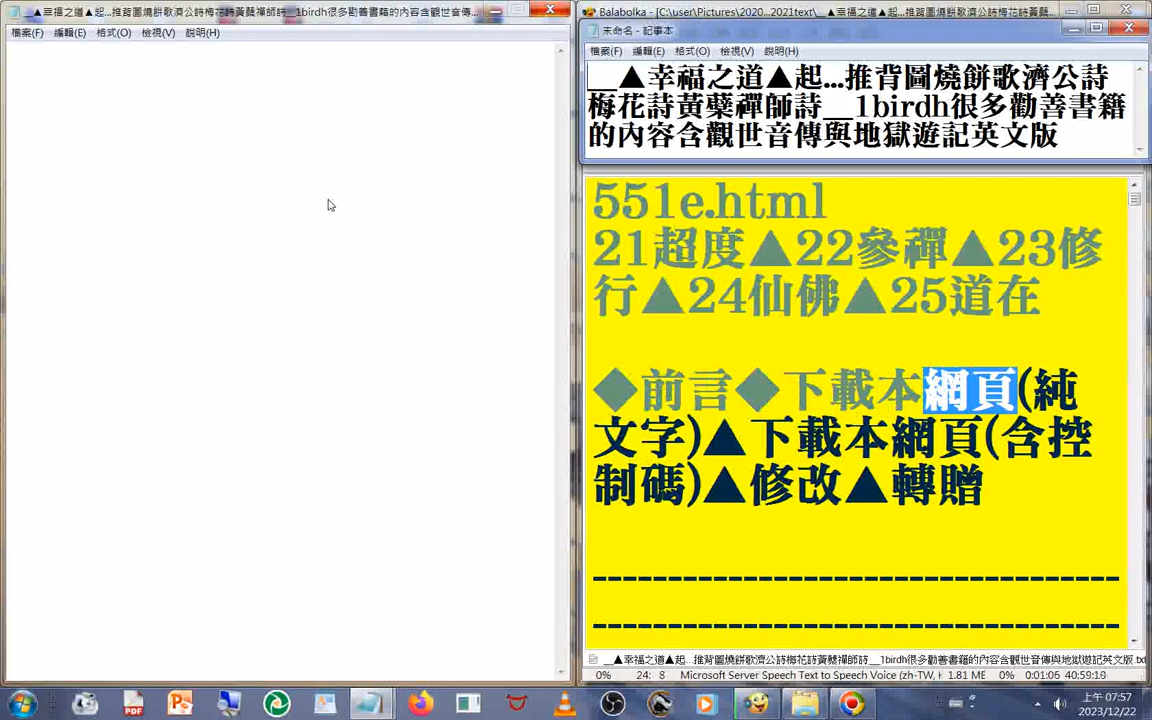 __▲幸福之道▲起...推背圖燒餅歌濟公詩梅花詩黃蘗禪師詩__1birdh很多勸善書籍的內容含觀世音傳...
檔案(F) 編輯(E) 格式(O) 檢視(V) 說明(H)
Balabolka - [C:\user\Pictures\2020...2021text\__▲幸福之道▲起...推背圖燒餅歌濟公詩梅花詩黃蘗禪師詩...
未命名 - 記事本
檔案(F) 編輯(E) 格式(O) 檢視(V) 說明(H)
__▲幸福之道▲起...推背圖燒餅歌濟公詩
梅花詩黃蘗禪師詩__1birdh很多勸善書籍
的內容含觀世音傳與地獄遊記英文版
551e.html
21超度▲22參禪▲23修
行▲24仙佛▲25道在
◆前言◆下載本網頁(純
文字)▲下載本網頁(含控
制碼)▲修改▲轉贈
-----------------------------------
-----------------------------------
__▲幸福之道▲起...推背圖燒餅歌濟公詩梅花詩黃蘗禪師詩__1birdh很多勸善書籍的內容含觀世音傳與地獄遊記英文版.txt
0% 24: 8 Microsoft Server Speech Text to Speech Voice (zh-TW, H 1.81 ME 0% 0:01:06 40:59:10
PDF
上午 07:57
2023/12/22